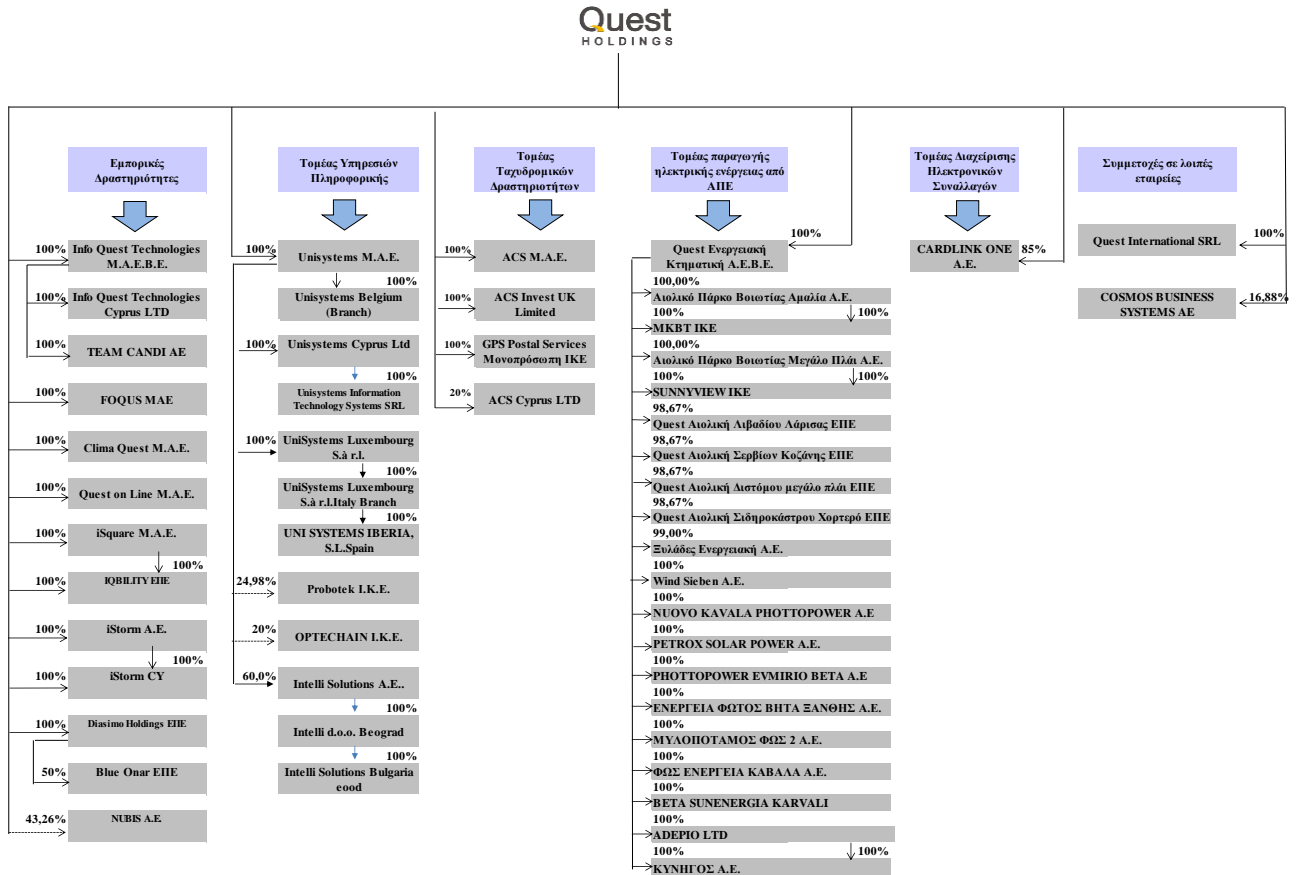 Quest
HOLDINGS
Εμπορικές
Δραστηριότητες
100%
Info Quest Technologies
Μ.Α.Ε.Β.Ε.
100%
Info Quest Technologies
Cyprus LTD
100%
TEAM CANDI AE
100%
FOQUS MAE
100%
Clima Quest Μ.Α.Ε.
100%
Quest on Line Μ.Α.Ε.
100%
iSquare Μ.Α.Ε.
100%
100%
IQBILITY ΕΠΕ
100%
iStorm Α.Ε.
100%
100%
iStorm CY
100%
Diasimo Holdings ΕΠΕ
50%
Blue Onar ΕΠΕ
43,26%
NUBIS Α.Ε.
Τομέας Υπηρεσιών
Πληροφορικής
100%
Unisystems Μ.Α.Ε.
100%
Unisystems Belgium
(Branch)
100%
Unisystems Cyprus Ltd
100%
Unisystems Information
Technology Systems SRL
100%
UniSystems Luxembourg
S.à r.l.
100%
UniSystems Luxembourg
S.à r.l.Italy Branch
100%
UNI SYSTEMS IBERIA,
S.L.Spain
24,98%
Probotek Ι.Κ.Ε.
20%
OPTECHAIN Ι.Κ.Ε.
60,0%
Intelli Solutions Α.Ε..
100%
Intelli d.o.o. Beograd
100%
Intelli Solutions Bulgaria
eood
Τομέας
Ταχυδρομικών
Δραστηριοτήτων
100%
ACS Μ.Α.Ε.
100%
ACS Invest UK
Limited
100%
GPS Postal Services
Μονοπρόσωπη ΙΚΕ
20%
ACS Cyprus LTD
Τομέας παραγωγής
ηλεκτρικής ενέργειας από
ΑΠΕ
100%
Quest Ενεργειακή
Κτηματική Α.Ε.Β.Ε.
100,00%
Αιολικό Πάρκο Βοιωτίας Αμαλία Α.Ε.
100%
100%
ΜΚΒΤ ΙΚΕ
100,00%
Αιολικό Πάρκο Βοιωτίας Μεγάλο Πλάι Α.Ε.
100%
100%
SUNNYVIEW ΙΚΕ
98,67%
Quest Αιολική Λιβαδίου Λάρισας ΕΠΕ
98,67%
Quest Αιολική Σερβίων Κοζάνης ΕΠΕ
98,67%
Quest Αιολική Διστόμου μεγάλο πλάι ΕΠΕ
98,67%
Quest Αιολική Σιδηροκάστρου Χορτερό ΕΠΕ
99,00%
Ξυλάδες Ενεργειακή Α.Ε.
100%
Wind Sieben Α.Ε.
100%
NUOVO KAVALA PHOTTOPOWER Α.Ε
100%
PETROX SOLAR POWER Α.Ε.
100%
PHOTTOPOWER EVMIRIO BETA Α.Ε
100%
ΕΝΕΡΓΕΙΑ ΦΩΤΟΣ ΒΗΤΑ ΞΑΝΘΗΣ Α.Ε.
100%
ΜΥΛΟΠΟΤΑΜΟΣ ΦΩΣ 2 Α.Ε.
100%
ΦΩΣ ΕΝΕΡΓΕΙΑ ΚΑΒΑΛΑ Α.Ε.
100%
BETA SUNENERGIA KARVALI
100%
ADEPIO LTD
100%
100%
ΚΥΝΗΓΟΣ Α.Ε.
Τομέας Διαχείρισης
Ηλεκτρονικών
Συναλλαγών
CARDLINK ONE
Α.Ε.
85%
Συμμετοχές σε λοιπές
εταιρείες
Quest International SRL
100%
COSMOS BUSINESS
SYSTEMS AE
16,88%